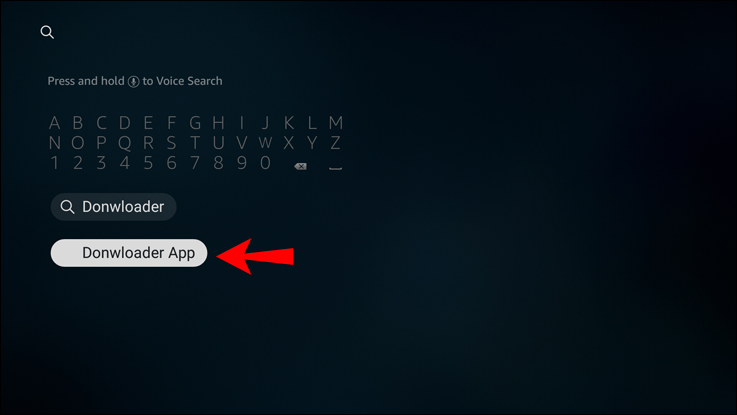 Press and hold to Voice Search
A B C D E F G H I J K L M
N O P Q R S T U V W X Y Z
1 2 3 4 5 6 7 8 9 0
Donwloader
Donwloader App